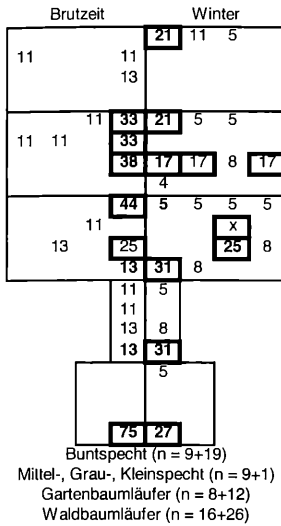 Brutzeit Winter
21 11 5
11 11
13
11 33 21 5 5
11 11 33
38 17 17 8 17
4
44 5 5 5 5
11 x
13 25 25 8
13 31 8
11 5
11
13 8
13 31
5
75 27
Buntspecht (n = 9+19)
Mittel-, Grau-, Kleinspecht (n = 9+1)
Gartenbaumläufer (n = 8+12)
Waldbaumläufer (n = 16+26)